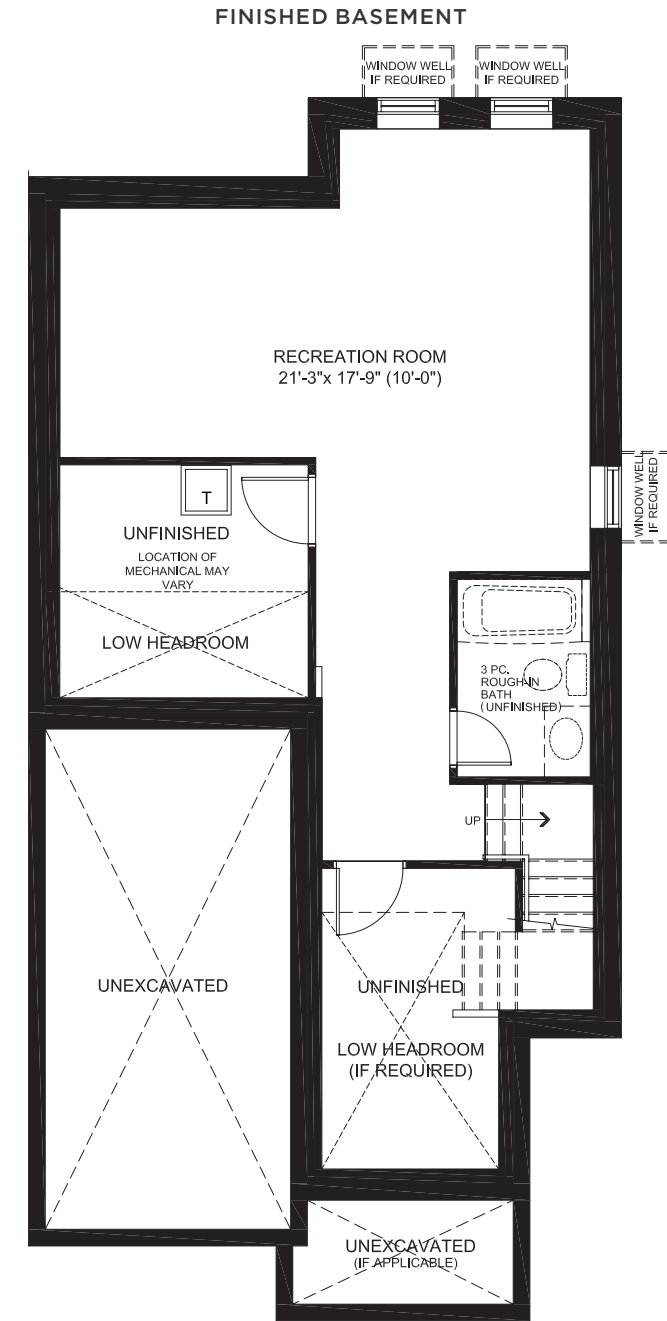 FINISHED BASEMENT
WINDOW WELL
IF REQUIRED
WINDOW WELL
IF REQUIRED
RECREATION ROOM
21'-3"x 17'-9" (10'-0")
WINDOW WELL
IF REQUIRED
T
UNFINISHED
LOCATION OF
MECHANICAL MAY
VARY
LOW HEADROOM
3 PC.
ROUGH-IN
BATH
(UNFINISHED)
UP
UNEXCAVATED
UNFINISHED
LOW HEADROOM
(IF REQUIRED)
UNEXCAVATED
(IF APPLICABLE)